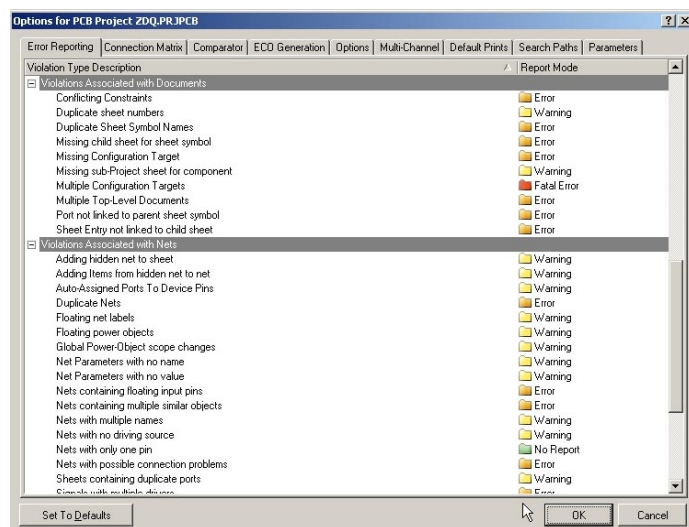 Options for PCB Project ZDQ.PRJPCB
Error Reporting Connection Matrix Comparator ECO Generation Options Multi-Channel Default Prints Search Paths Parameters
Violation Type Description Report Mode
Violations Associated with Documents
Conflicting Constraints Error
Duplicate sheet numbers Warning
Duplicate Sheet Symbol Names Error
Missing child sheet for sheet symbol Error
Missing Configuration Target Error
Missing sub-Project sheet for component Warning
Multiple Configuration Targets Fatal Error
Multiple Top-Level Documents Error
Port not linked to parent sheet symbol Error
Sheet Entry not linked to child sheet Error
Violations Associated with Nets
Adding hidden net to sheet Warning
Adding Items from hidden net to net Warning
Auto-Assigned Ports To Device Pins Warning
Duplicate Nets Error
Floating net labels Warning
Floating power objects Warning
Global Power-Object scope changes Warning
Net Parameters with no name Warning
Net Parameters with no value Warning
Nets containing floating input pins Error
Nets containing multiple similar objects Error
Nets with multiple names Warning
Nets with no driving source Warning
Nets with only one pin No Report
Nets with possible connection problems Error
Sheets containing duplicate ports Warning
Signals with multiple drivers Error
Set To Defaults OK Cancel